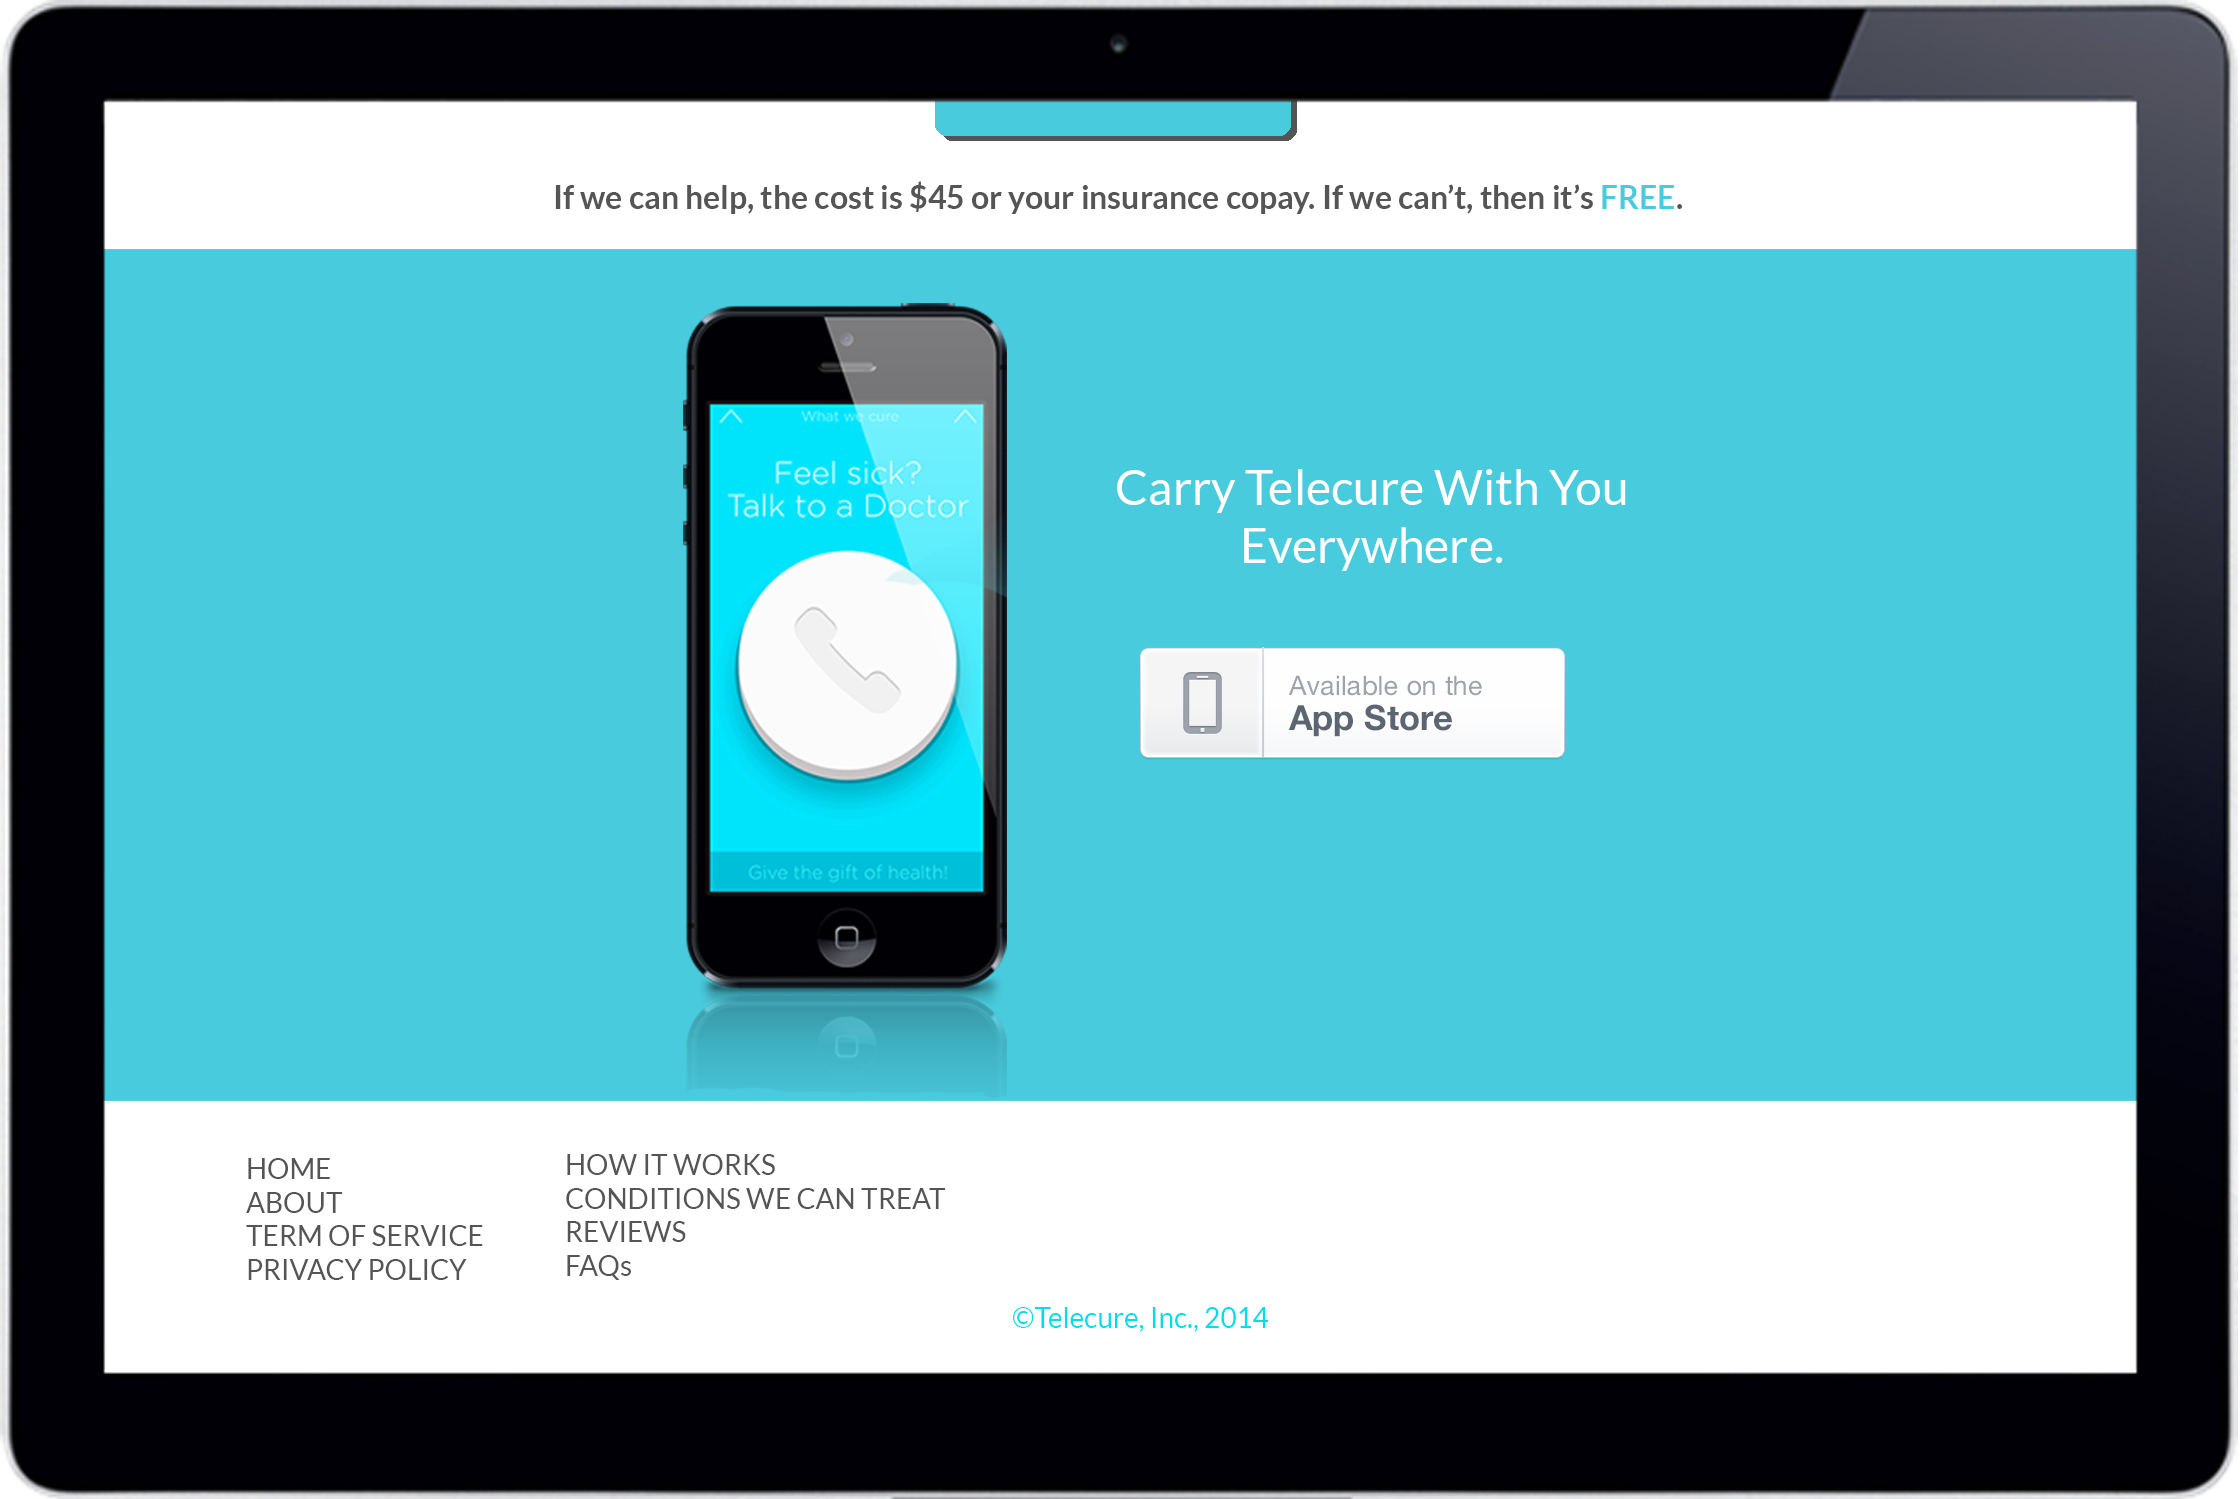 If we can help, the cost is $45 or your insurance copay. If we can’t, then it’s FREE.
What we cure
Feel sick?
Talk to a Doctor
Give the gift of health!
Carry Telecure With You
Everywhere.
Available on the
App Store
HOME
ABOUT
TERM OF SERVICE
PRIVACY POLICY
HOW IT WORKS
CONDITIONS WE CAN TREAT
REVIEWS
FAQs
©Telecure, Inc., 2014